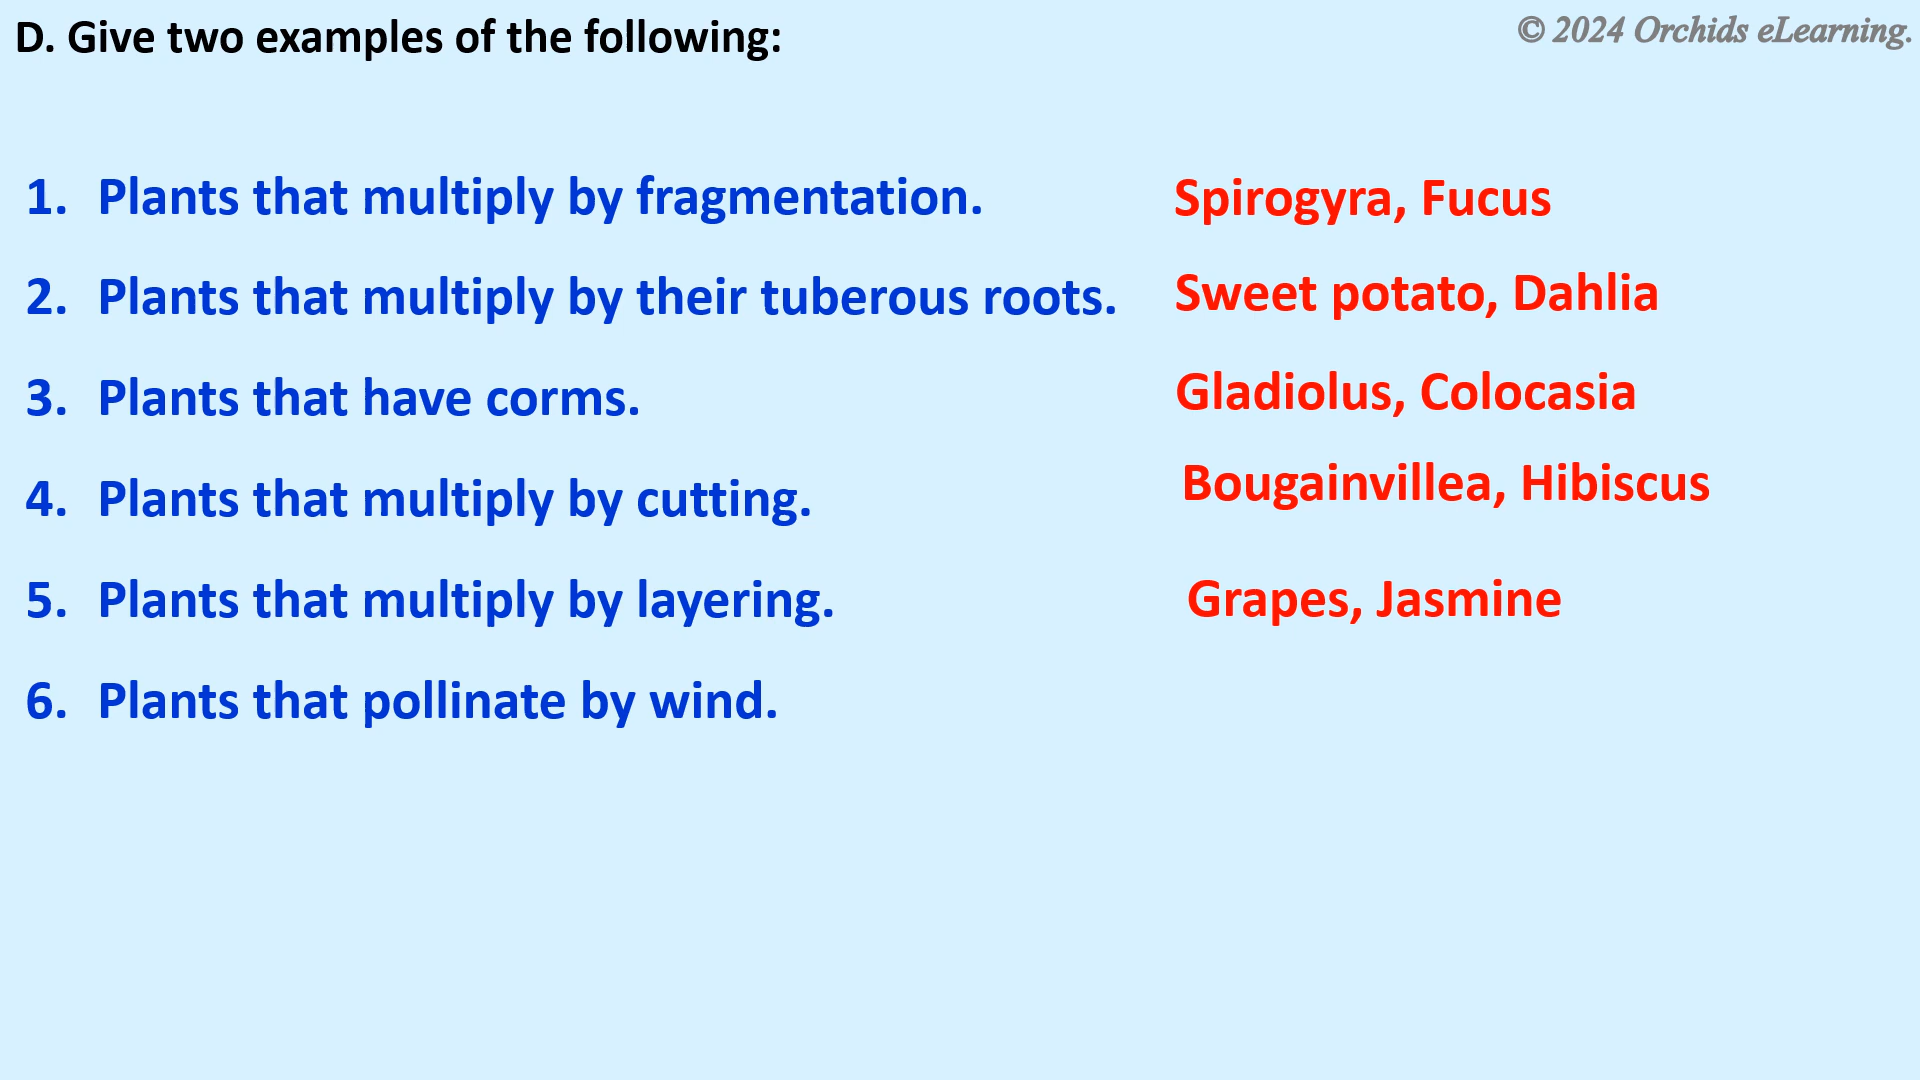 D. Give two examples of the following:
© 2024 Orchids eLearning.
1. Plants that multiply by fragmentation. Spirogyra, Fucus
2. Plants that multiply by their tuberous roots. Sweet potato, Dahlia
3. Plants that have corms. Gladiolus, Colocasia
4. Plants that multiply by cutting. Bougainvillea, Hibiscus
5. Plants that multiply by layering. Grapes, Jasmine
6. Plants that pollinate by wind.